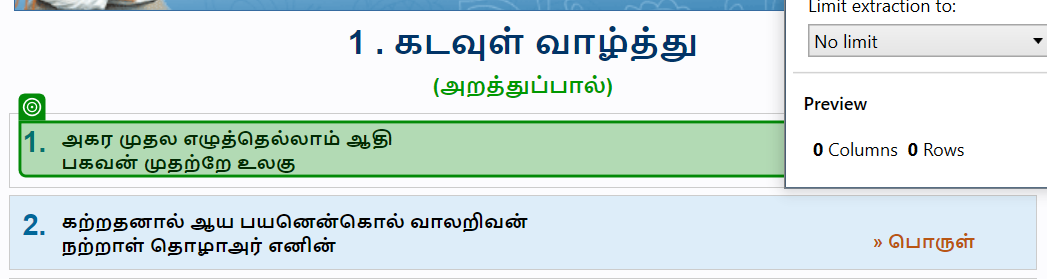 1 . கடவுள் வாழ்த்து
(அறத்துப்பால்)
1. அகர முதல எழுத்தெல்லாம் ஆதி
பகவன் முதற்றே உலகு
2. கற்றதனால் ஆய பயனென்கொல் வாலறிவன்
நற்றாள் தொழாஅர் எனின்
» பொருள்
Limit extraction to:
No limit
Preview
0 Columns 0 Rows